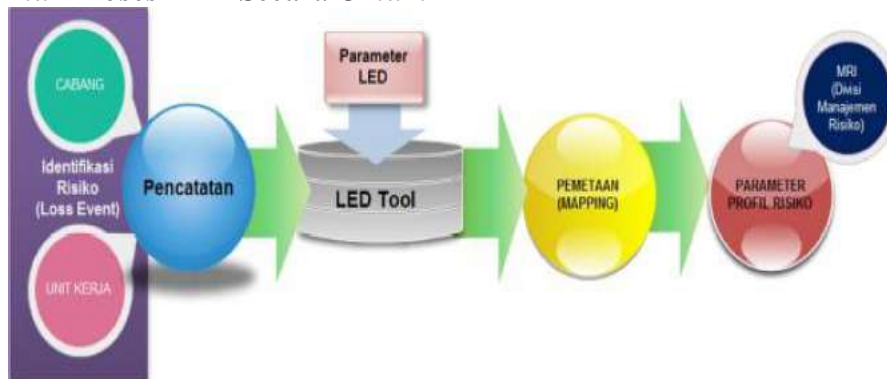 CABANG
Identifikasi
Risiko
(Loss Event)
UNIT KERJA
Pencatatan
Parameter
LED
LED Tool
PEMETAAN
(MAPPING)
PARAMETER
PROFIL RISIKO
MRI
(Divisi
Manajemen
Risiko)